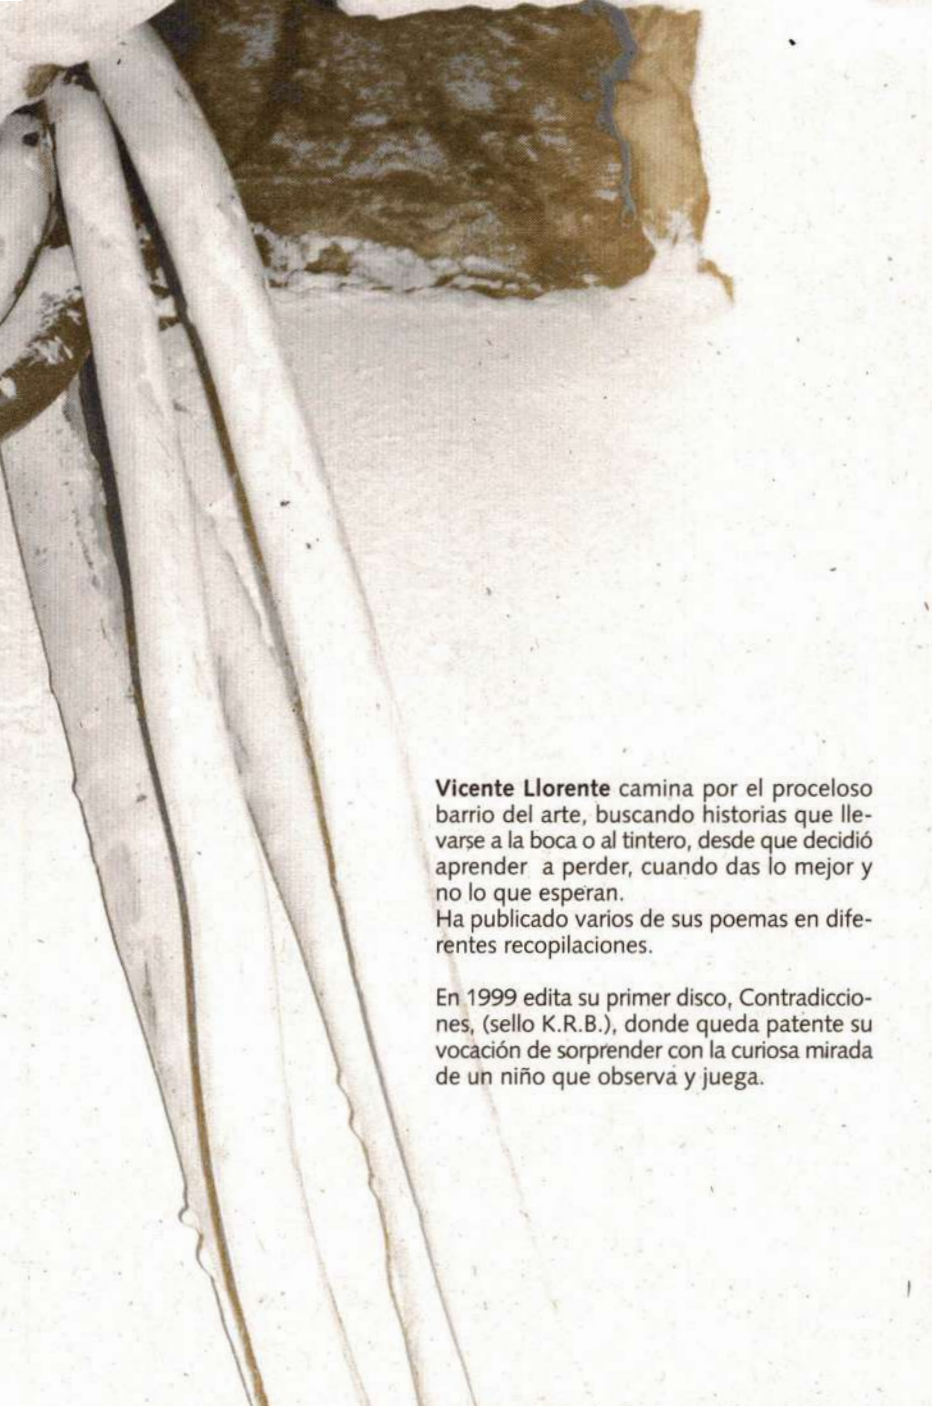 Vicente Llorente camina por el proceloso
barrio del arte, buscando historias que lle-
varse a la boca o al tintero, desde que decidió
aprender a perder, cuando das lo mejor y
no lo que esperan.
Ha publicado varios de sus poemas en dife-
rentes recopilaciones.
En 1999 edita su primer disco, Contradiccio-
nes, (sello K.R.B.), donde queda patente su
vocación de sorprender con la curiosa mirada
de un niño que observa y juega.